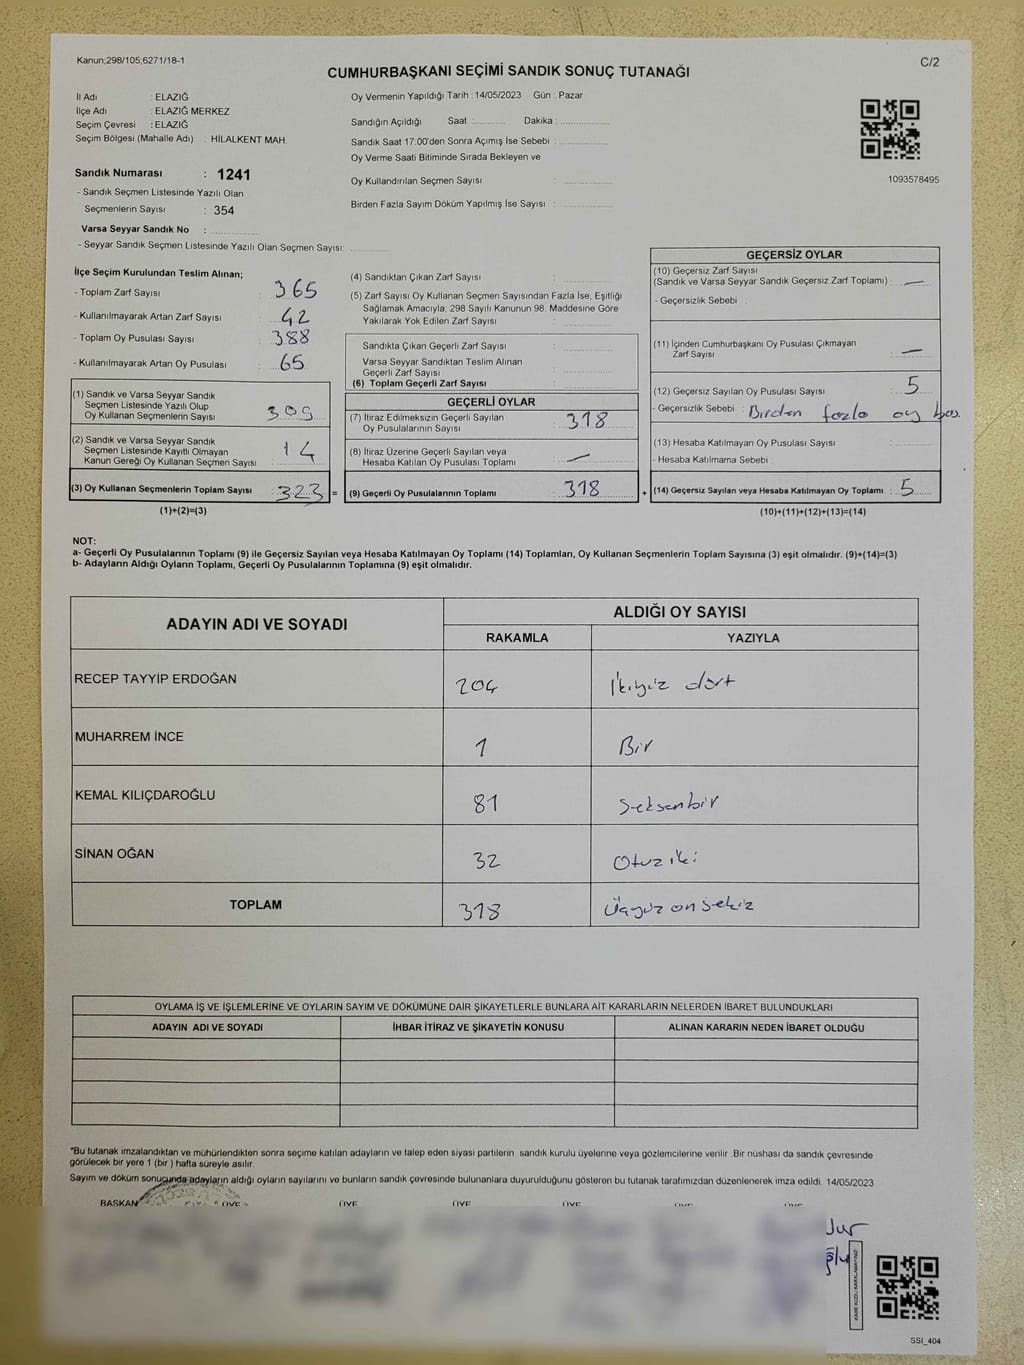 Kanun;298/105;6271/18-1
C/2
CUMHURBAŞKANI SEÇİMİ SANDIK SONUÇ TUTANAĞI
İl Adı : ELAZIĞ
İlçe Adı : ELAZIĞ MERKEZ
Seçim Çevresi : ELAZIĞ
Seçim Bölgesi (Mahalle Adı) : HİLALKENT MAH.
Sandık Numarası : 1241
- Sandık Seçmen Listesinde Yazılı Olan
Seçmenlerin Sayısı : 354
Varsa Seyyar Sandık No :
- Seyyar Sandık Seçmen Listesinde Yazılı Olan Seçmen Sayısı:
Oy Vermenin Yapıldığı Tarih : 14/05/2023 Gün : Pazar
Sandığın Açıldığı Saat : Dakika :
Sandık Saat 17:00'den Sonra Açımış İse Sebebi :
Oy Verme Saati Bitiminde Sırada Bekleyen ve
Oy Kullandırılan Seçmen Sayısı :
Birden Fazla Sayım Döküm Yapılmış İse Sayısı :
1093578495
İlçe Seçim Kurulundan Teslim Alınan;
- Toplam Zarf Sayısı : 365
- Kullanılmayarak Artan Zarf Sayısı : 42
- Toplam Oy Pusulası Sayısı : 388
- Kullanılmayarak Artan Oy Pusulası : 65
(1) Sandık ve Varsa Seyyar Sandık
Seçmen Listesinde Yazılı Olup
Oy Kullanan Seçmenlerin Sayısı : 309
(2) Sandık ve Varsa Seyyar Sandık
Seçmen Listesinde Kayıtlı Olmayan
Kanun Gereği Oy Kullanan Seçmen Sayısı : 14
(3) Oy Kullanan Seçmenlerin Toplam Sayısı : 323
(1)+(2)=(3)
=
(4) Sandıktan Çıkan Zarf Sayısı :
(5) Zarf Sayısı Oy Kullanan Seçmen Sayısından Fazla İse, Eşitliği
Sağlamak Amacıyla, 298 Sayılı Kanunun 98. Maddesine Göre
Yakılarak Yok Edilen Zarf Sayısı :
Sandıkta Çıkan Geçerli Zarf Sayısı :
Varsa Seyyar Sandıktan Teslim Alınan
Geçerli Zarf Sayısı :
(6) Toplam Geçerli Zarf Sayısı :
GEÇERLİ OYLAR
(7) İtiraz Edilmeksizin Geçerli Sayılan
Oy Pusulalarının Sayısı : 318
(8) İtiraz Üzerine Geçerli Sayılan veya
Hesaba Katılan Oy Pusulası Toplamı : —
(9) Geçerli Oy Pusulalarının Toplamı : 318
+
GEÇERSİZ OYLAR
(10) Geçersiz Zarf Sayısı
(Sandık ve Varsa Seyyar Sandık Geçersiz Zarf Toplamı) : —
- Geçersizlik Sebebi :
(11) İçinden Cumhurbaşkanı Oy Pusulası Çıkmayan
Zarf Sayısı : —
(12) Geçersiz Sayılan Oy Pusulası Sayısı : 5
- Geçersizlik Sebebi : Birden fazla oy bas.
(13) Hesaba Katılmayan Oy Pusulası Sayısı :
- Hesaba Katılmama Sebebi :
(14) Geçersiz Sayılan veya Hesaba Katılmayan Oy Toplamı : 5
(10)+(11)+(12)+(13)=(14)
NOT:
a- Geçerli Oy Pusulalarının Toplamı (9) ile Geçersiz Sayılan veya Hesaba Katılmayan Oy Toplamı (14) Toplamları, Oy Kullanan Seçmenlerin Toplam Sayısına (3) eşit olmalıdır. (9)+(14)=(3)
b- Adayların Aldığı Oyların Toplamı, Geçerli Oy Pusulalarının Toplamına (9) eşit olmalıdır.
ADAYIN ADI VE SOYADI
ALDIĞI OY SAYISI
RAKAMLA YAZIYLA
RECEP TAYYİP ERDOĞAN 204 İkiyüz dört
MUHARREM İNCE 1 Bir
KEMAL KILIÇDAROĞLU 81 Seksenbir
SİNAN OĞAN 32 Otuz iki
TOPLAM 318 Üçyüz on sekiz
OYLAMA İŞ VE İŞLEMLERİNE VE OYLARIN SAYIM VE DÖKÜMÜNE DAİR ŞİKAYETLERLE BUNLARA AİT KARARLARIN NELERDEN İBARET BULUNDUKLARI
ADAYIN ADI VE SOYADI İHBAR İTİRAZ VE ŞİKAYETİN KONUSU ALINAN KARARIN NEDEN İBARET OLDUĞU
*Bu tutanak imzalandıktan ve mühürlendikten sonra seçime katılan adayların ve talep eden siyasi partilerin sandık kurulu üyelerine veya gözlemcilerine verilir .Bir nüshası da sandık çevresinde
görülecek bir yere 1 (bir ) hafta süreyle asılır.
Sayım ve döküm sonucunda adayların aldığı oyların sayılarını ve bunların sandık çevresinde bulunanlara duyurulduğunu gösteren bu tutanak tarafımızdan düzenlenerek imza edildi. 14/05/2023
BAŞKAN ÜYE ÜYE ÜYE ÜYE ÜYE ÜYE
SSI_404